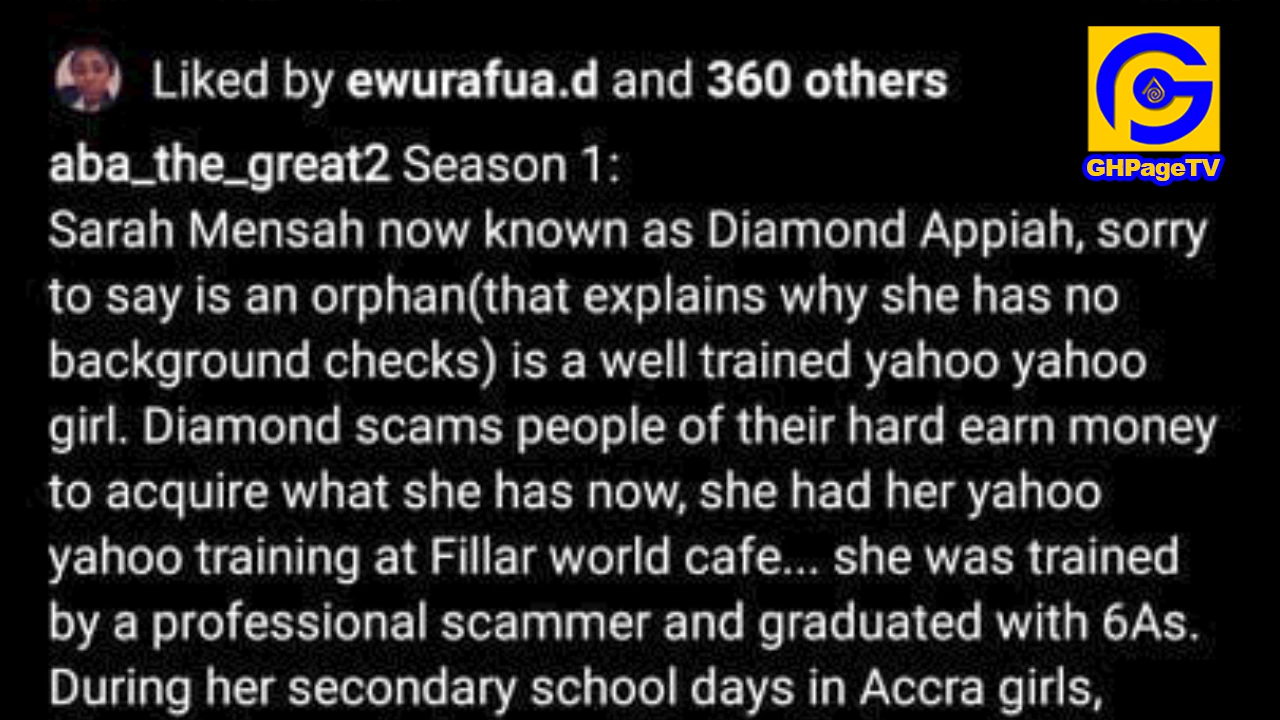 Liked by ewurafua.d and 360 others
GHPageTV
aba_the_great2 Season 1:
Sarah Mensah now known as Diamond Appiah, sorry
to say is an orphan(that explains why she has no
background checks) is a well trained yahoo yahoo
girl. Diamond scams people of their hard earn money
to acquire what she has now, she had her yahoo
yahoo training at Fillar world cafe... she was trained
by a professional scammer and graduated with 6As.
During her secondary school days in Accra girls,